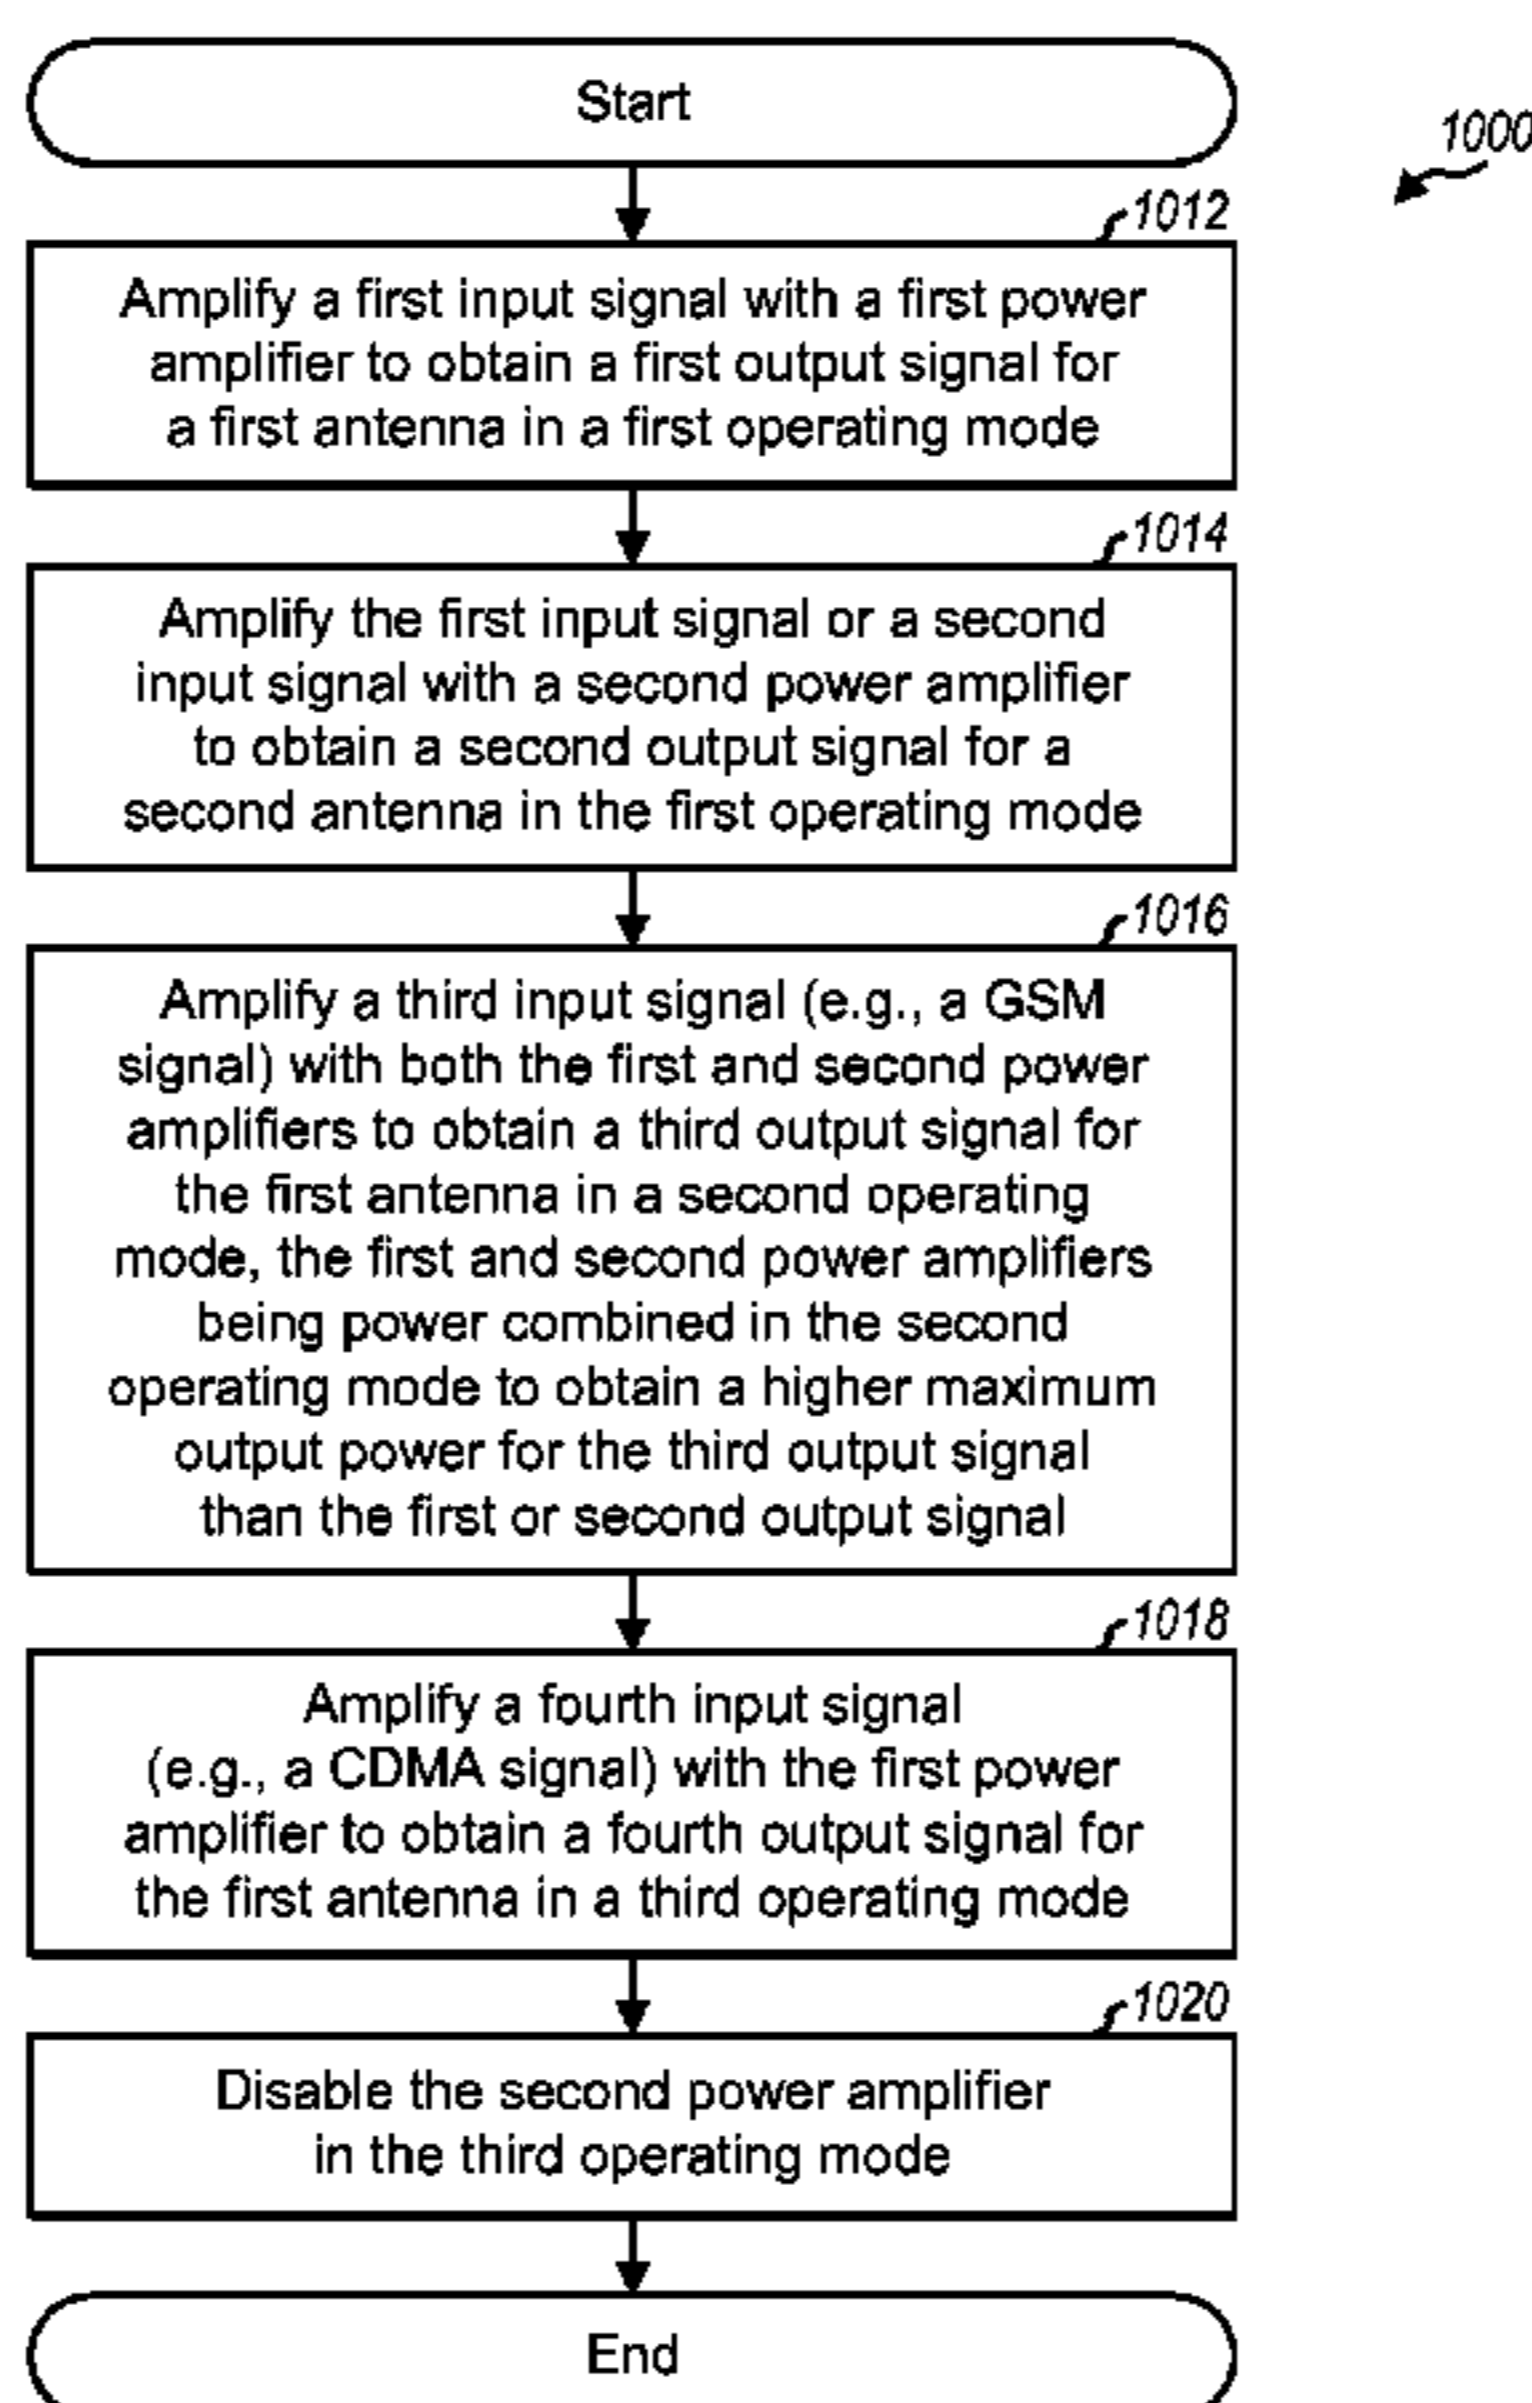 Start
1000
1012
Amplify a first input signal with a first power
amplifier to obtain a first output signal for
a first antenna in a first operating mode
1014
Amplify the first input signal or a second
input signal with a second power amplifier
to obtain a second output signal for a
second antenna in the first operating mode
1016
Amplify a third input signal (e.g., a GSM
signal) with both the first and second power
amplifiers to obtain a third output signal for
the first antenna in a second operating
mode, the first and second power amplifiers
being power combined in the second
operating mode to obtain a higher maximum
output power for the third output signal
than the first or second output signal
1018
Amplify a fourth input signal
(e.g., a CDMA signal) with the first power
amplifier to obtain a fourth output signal for
the first antenna in a third operating mode
1020
Disable the second power amplifier
in the third operating mode
End